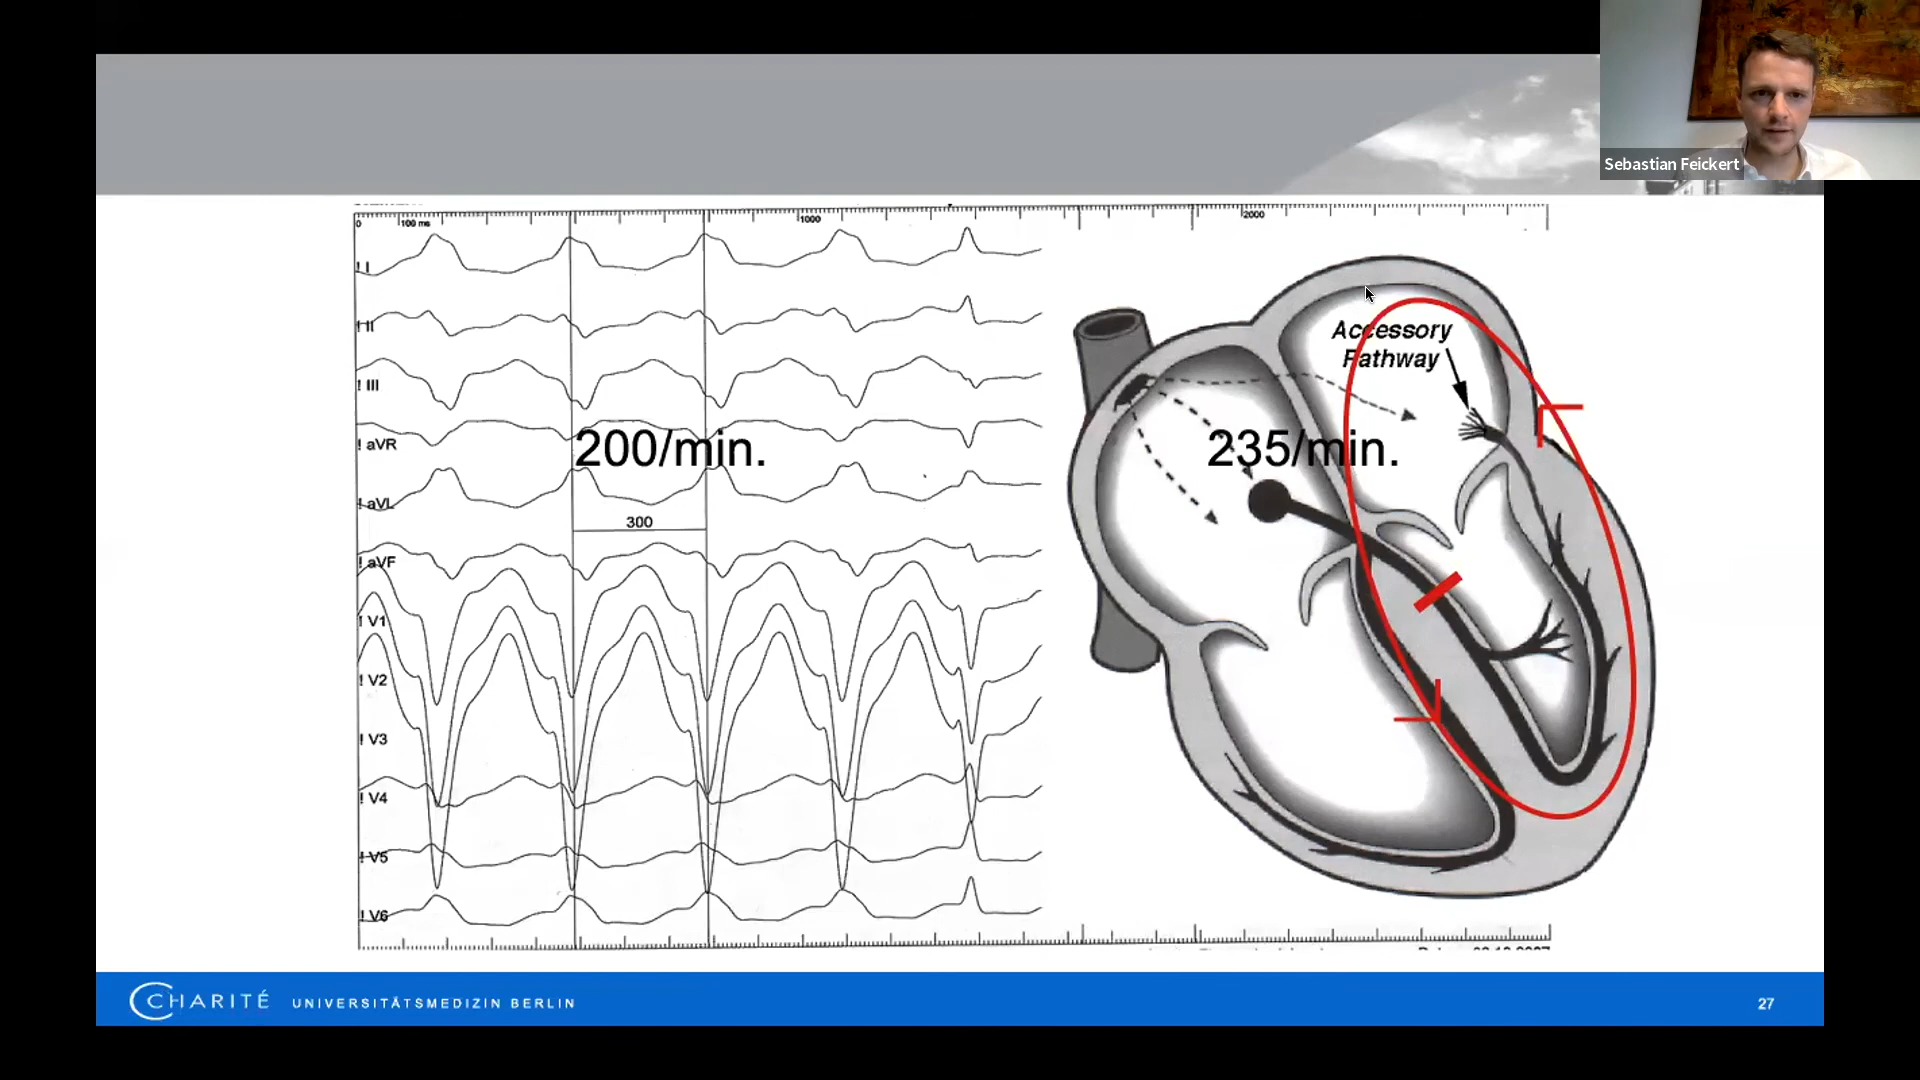 Sebastian Feickert
0
100 ms
1000
2000
! I
! II
! III
! aVR
! aVL
! aVF
! V1
! V2
! V3
! V4
! V5
! V6
200/min.
300
Accessory
Pathway
235/min.
CHARITÉ UNIVERSITÄTSMEDIZIN BERLIN
27